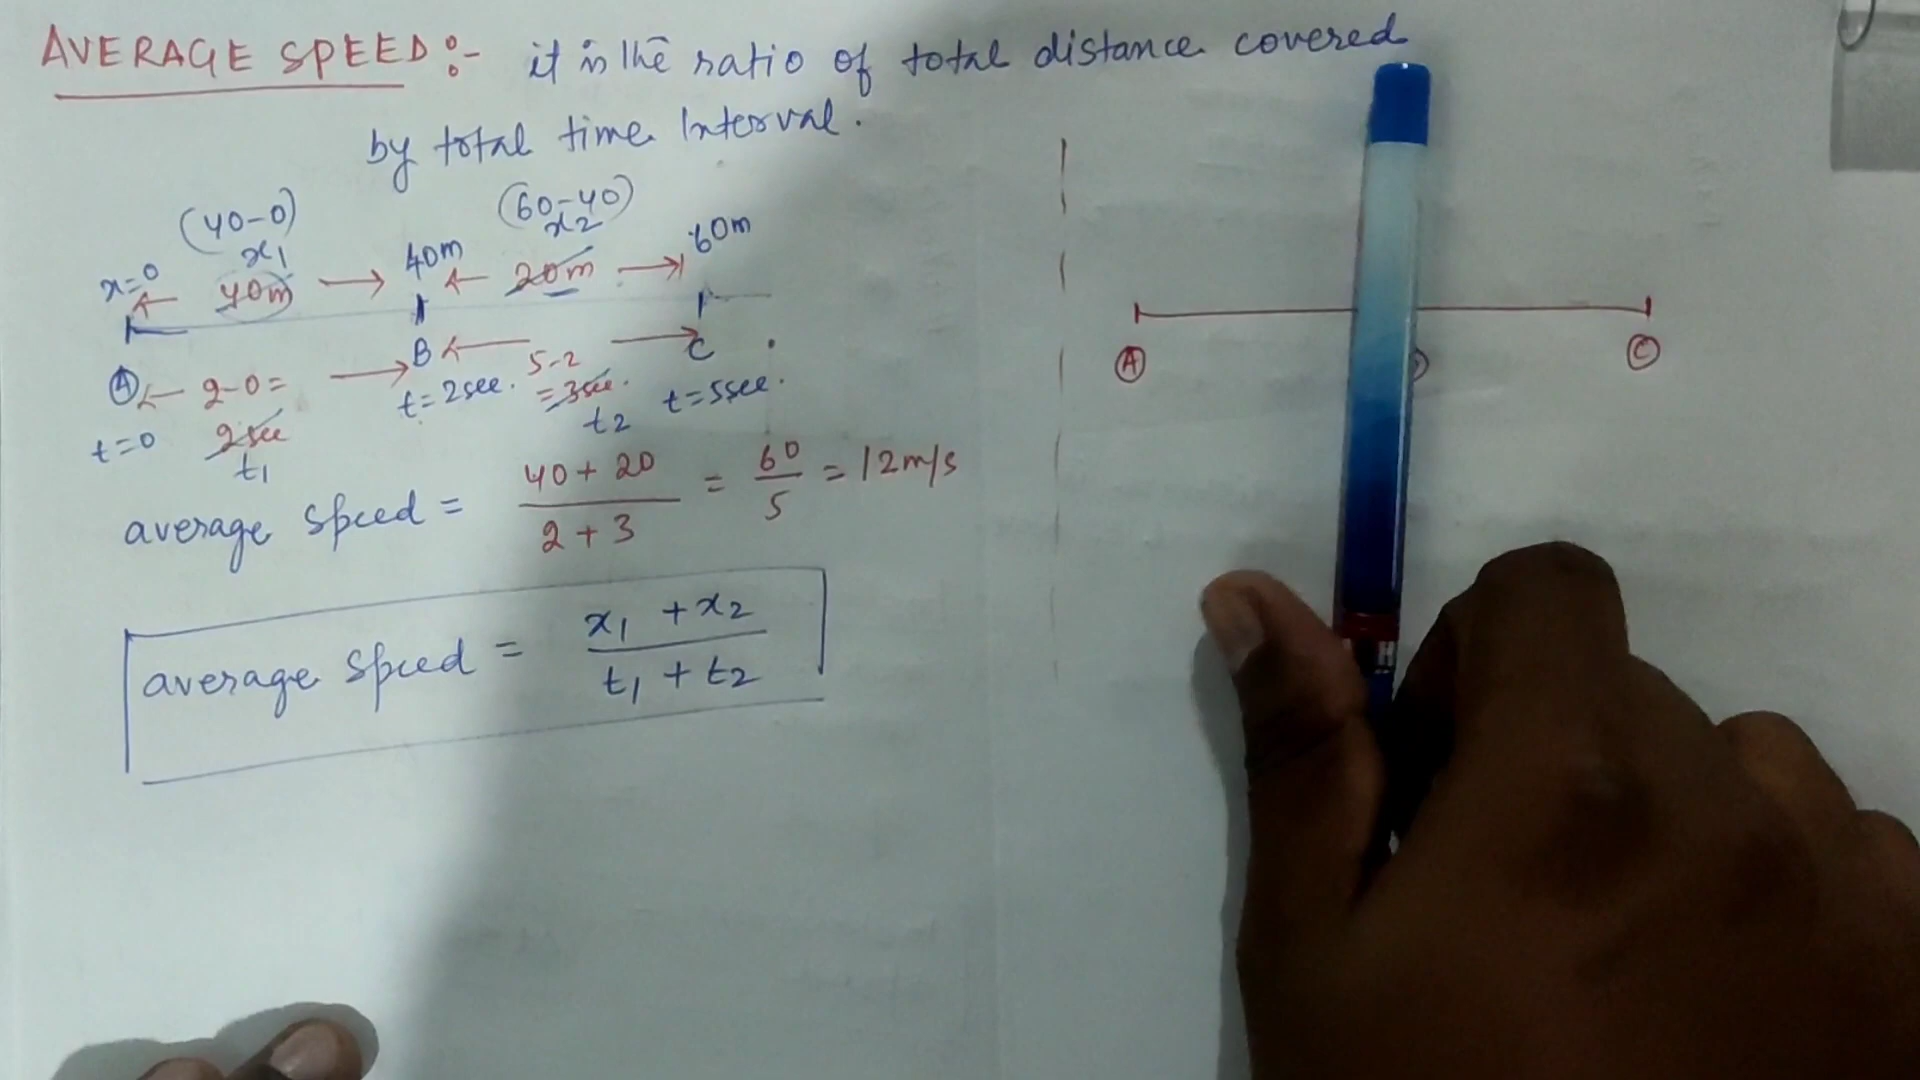 AVERAGE SPEED :- it is the ratio of total distance covered
by total time Interval.
(40-0) (60-40)
x1 x2
x=0 40m 40m 20m 60m
A 2-0= B 5-2 C
t=0 2sec t=2sec. =3sec. t=5sec.
t1 t2
average speed = 40 + 20 / 2 + 3 = 60 / 5 = 12m/s
average speed = x1 + x2 / t1 + t2
A C
H